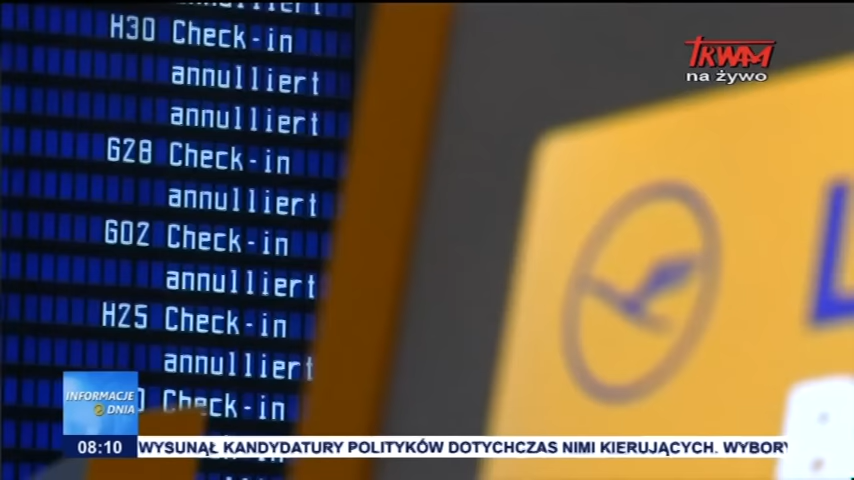 H30 Check-in
annulliert
annulliert
G28 Check-in
annulliert
G02 Check-in
annulliert
H25 Check-in
annulliert
Check-in
TRWAM
na żywo
L
INFORMACJE
DNIA
08:10
WYSUNĄŁ KANDYDATURY POLITYKÓW DOTYCHCZAS NIMI KIERUJĄCYCH. WYBORY